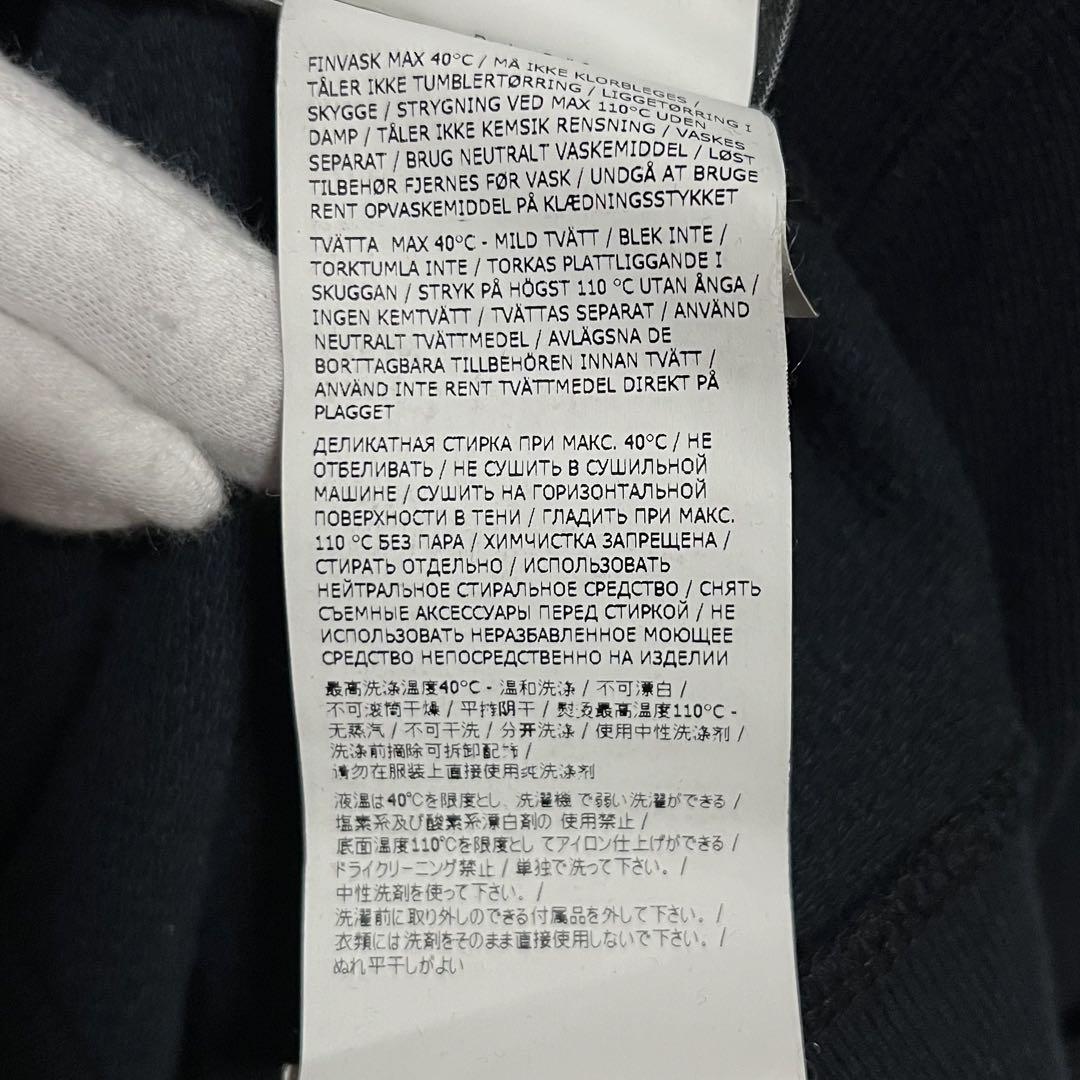 FINVASK MAX 40°C / MÅ IKKE KLORBLEGES /
TÅLER IKKE TUMBLERTØRRING / LIGGETØRRING I
SKYGGE / STRYGNING VED MAX 110°C UDEN
DAMP / TÅLER IKKE KEMSIK RENSNING / VASKES
SEPARAT / BRUG NEUTRALT VASKEMIDDEL / LØST
TILBEHØR FJERNES FØR VASK / UNDGÅ AT BRUGE
RENT OPVASKEMIDDEL PÅ KLÆDNINGSSTYKKET
TVÄTTA MAX 40°C - MILD TVÄTT / BLEK INTE /
TORKTUMLA INTE / TORKAS PLATTLIGGANDE I
SKUGGAN / STRYK PÅ HÖGST 110 °C UTAN ÅNGA /
INGEN KEMTVÄTT / TVÄTTAS SEPARAT / ANVÄND
NEUTRALT TVÄTTMEDEL / AVLÄGSNA DE
BORTTAGBARA TILLBEHÖREN INNAN TVÄTT /
ANVÄND INTE RENT TVÄTTMEDEL DIREKT PÅ
PLAGGET
ДЕЛИКАТНАЯ СТИРКА ПРИ МАКС. 40°C / НЕ
ОТБЕЛИВАТЬ / НЕ СУШИТЬ В СУШИЛЬНОЙ
МАШИНЕ / СУШИТЬ НА ГОРИЗОНТАЛЬНОЙ
ПОВЕРХНОСТИ В ТЕНИ / ГЛАДИТЬ ПРИ МАКС.
110 °C БЕЗ ПАРА / ХИМЧИСТКА ЗАПРЕЩЕНА /
СТИРАТЬ ОТДЕЛЬНО / ИСПОЛЬЗОВАТЬ
НЕЙТРАЛЬНОЕ СТИРАЛЬНОЕ СРЕДСТВО / СНЯТЬ
СЪЕМНЫЕ АКСЕССУАРЫ ПЕРЕД СТИРКОЙ / НЕ
ИСПОЛЬЗОВАТЬ НЕРАЗБАВЛЕННОЕ МОЮЩЕЕ
СРЕДСТВО НЕПОСРЕДСТВЕННО НА ИЗДЕЛИИ
最高洗涤温度40°C - 温和洗涤 / 不可漂白 /
不可滚筒干燥 / 平摊阴干 / 熨烫最高温度110°C -
无蒸汽 / 不可干洗 / 分开洗涤 / 使用中性洗涤剂 /
洗涤前摘除可拆卸配饰 /
请勿在服装上直接使用纯洗涤剂
液温は40℃を限度とし、洗濯機 で弱い洗濯ができる /
塩素系及び酸素系漂白剤の 使用禁止 /
底面温度110℃を限度とし てアイロン仕上げができる /
ドライクリーニング禁止 / 単独で洗って下さい。 /
中性洗剤を使って下さい。 /
洗濯前に取り外しのできる付属品を外して下さい。 /
衣類には洗剤をそのまま直接使用しないで下さい。 /
ぬれ平干しがよい